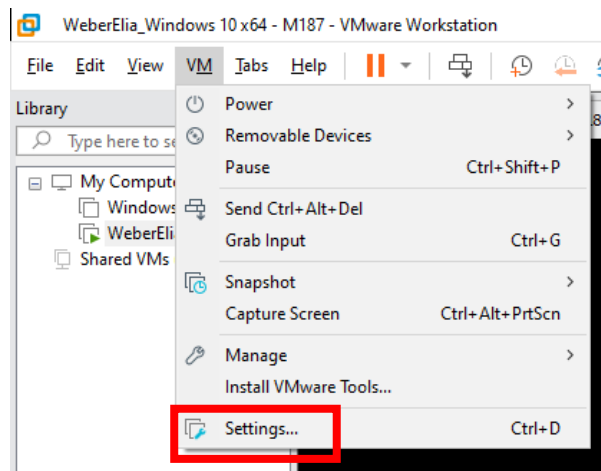 WeberElia_Windows 10 x64 - M187 - VMware Workstation
File Edit View VM Tabs Help
Library
Type here to se
My Compute
Windows
WeberElia
Shared VMs
Power
Removable Devices
Pause Ctrl+Shift+P
Send Ctrl+Alt+Del
Grab Input Ctrl+G
Snapshot
Capture Screen Ctrl+Alt+PrtScn
Manage
Install VMware Tools...
Settings... Ctrl+D